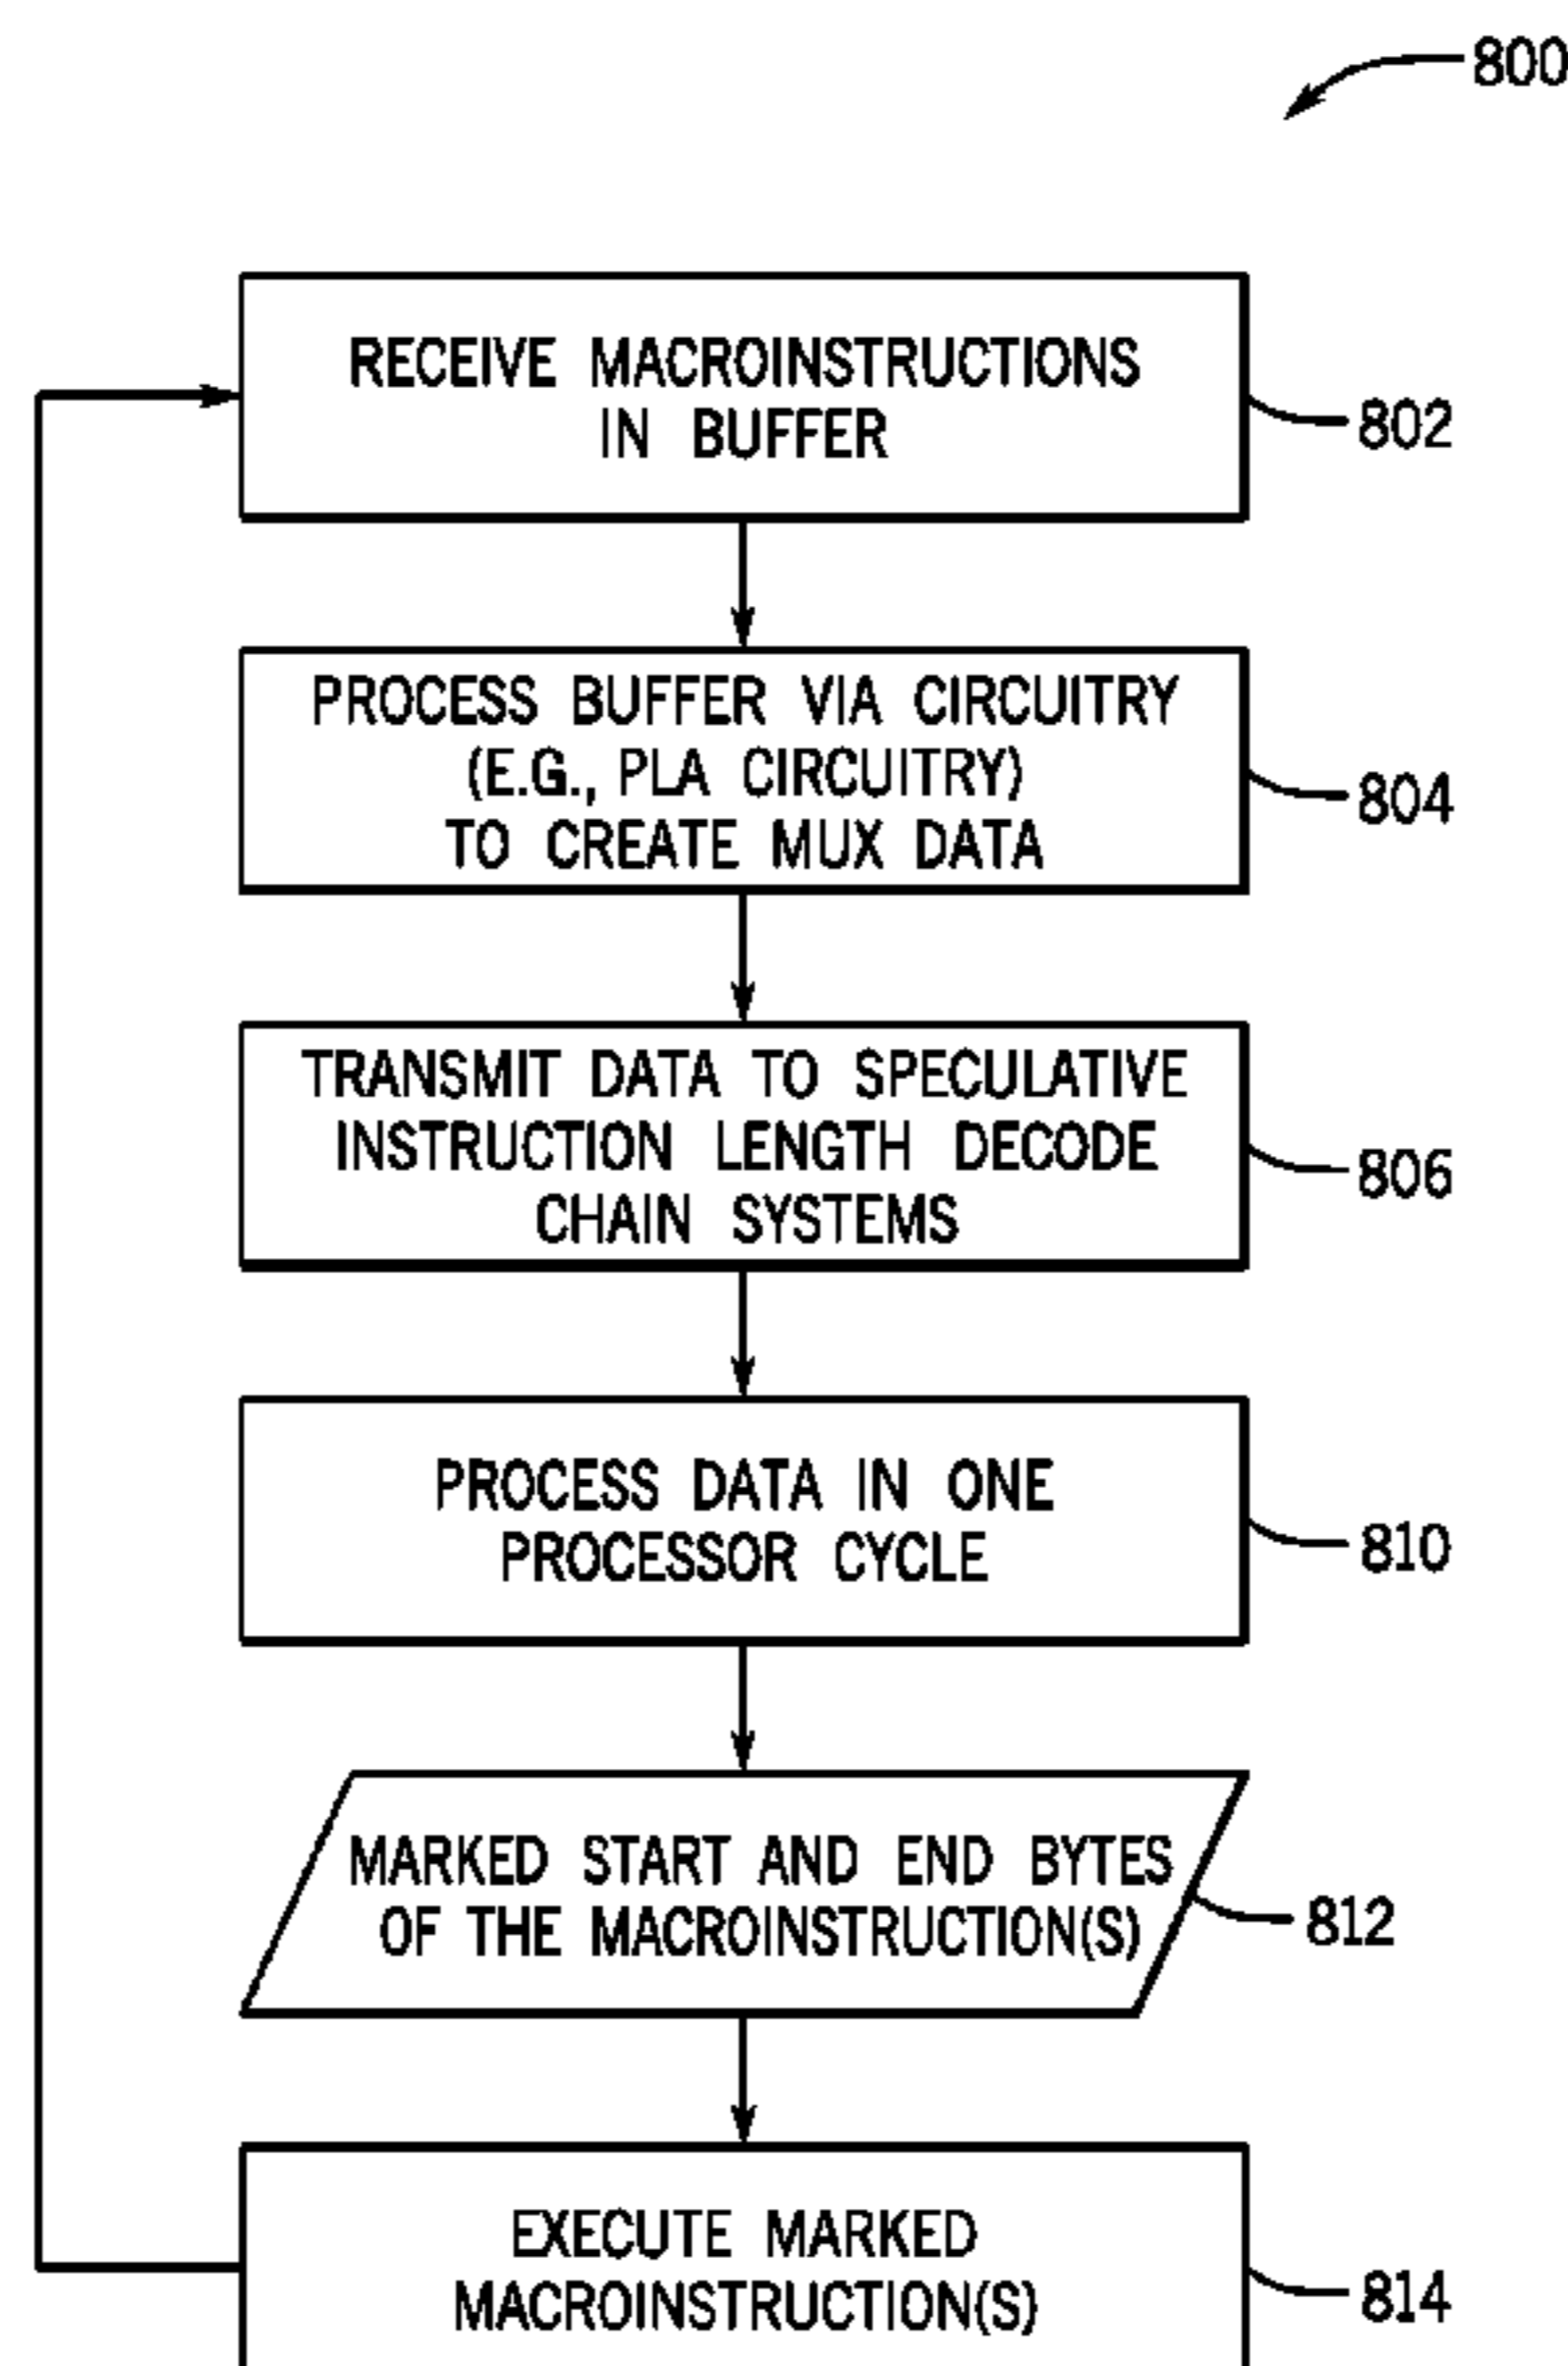 800
RECEIVE MACROINSTRUCTIONS
IN BUFFER
802
PROCESS BUFFER VIA CIRCUITRY
(E.G., PLA CIRCUITRY)
TO CREATE MUX DATA
804
TRANSMIT DATA TO SPECULATIVE
INSTRUCTION LENGTH DECODE
CHAIN SYSTEMS
806
PROCESS DATA IN ONE
PROCESSOR CYCLE
810
MARKED START AND END BYTES
OF THE MACROINSTRUCTION(S)
812
EXECUTE MARKED
MACROINSTRUCTION(S)
814